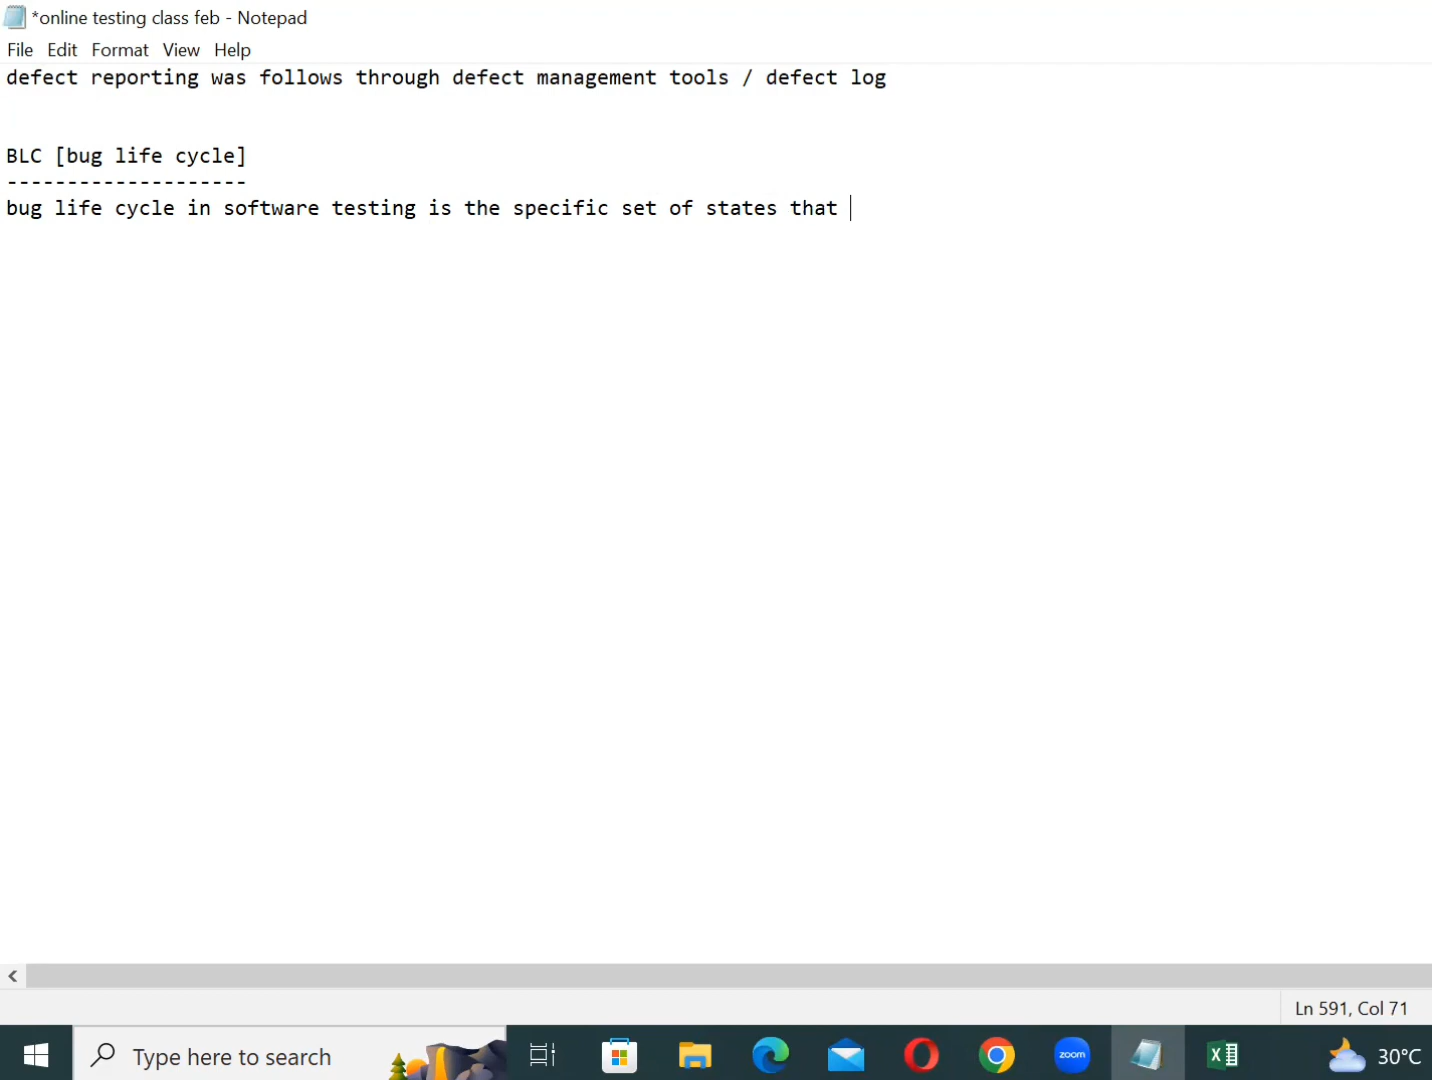 *online testing class feb - Notepad
File Edit Format View Help
defect reporting was follows through defect management tools / defect log
BLC [bug life cycle]
--------------------
bug life cycle in software testing is the specific set of states that
Ln 591, Col 71
Type here to search
zoom
30°C